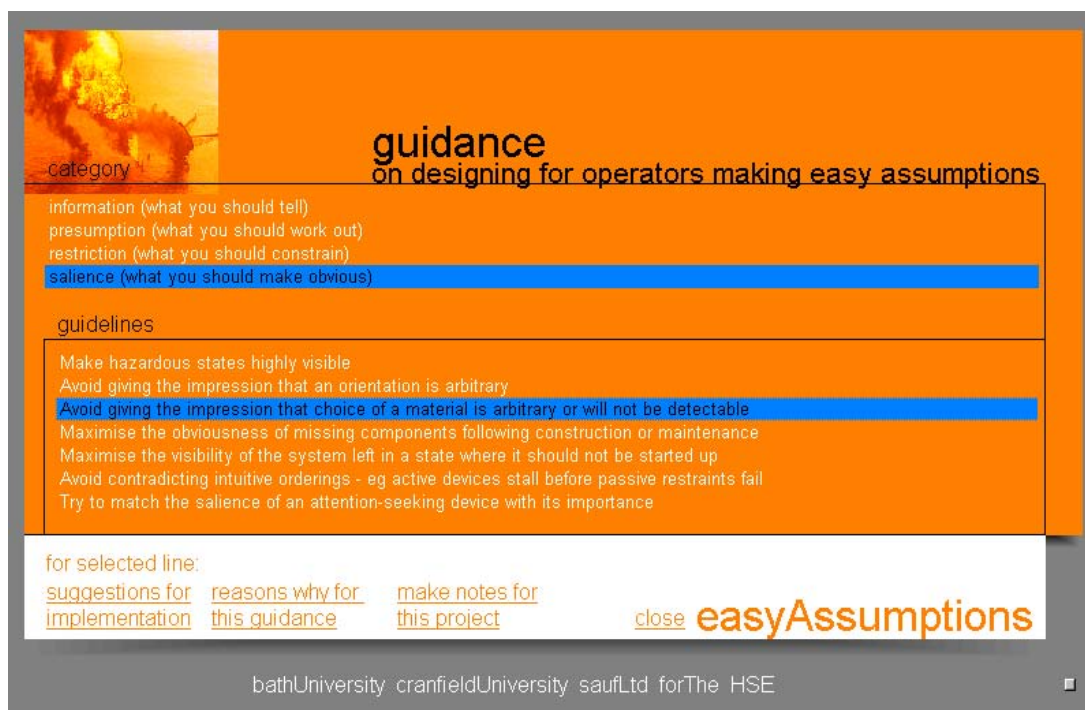 guidance
category
on designing for operators making easy assumptions
information (what you should tell)
presumption (what you should work out)
restriction (what you should constrain)
salience (what you should make obvious)
guidelines
Make hazardous states highly visible
Avoid giving the impression that an orientation is arbitrary
Avoid giving the impression that choice of a material is arbitrary or will not be detectable
Maximise the obviousness of missing components following construction or maintenance
Maximise the visibility of the system left in a state where it should not be started up
Avoid contradicting intuitive orderings - eg active devices stall before passive restraints fail
Try to match the salience of an attention-seeking device with its importance
for selected line:
suggestions for implementation
reasons why for this guidance
make notes for this project
close easyAssumptions
bathUniversity cranfieldUniversity saufLtd forThe HSE